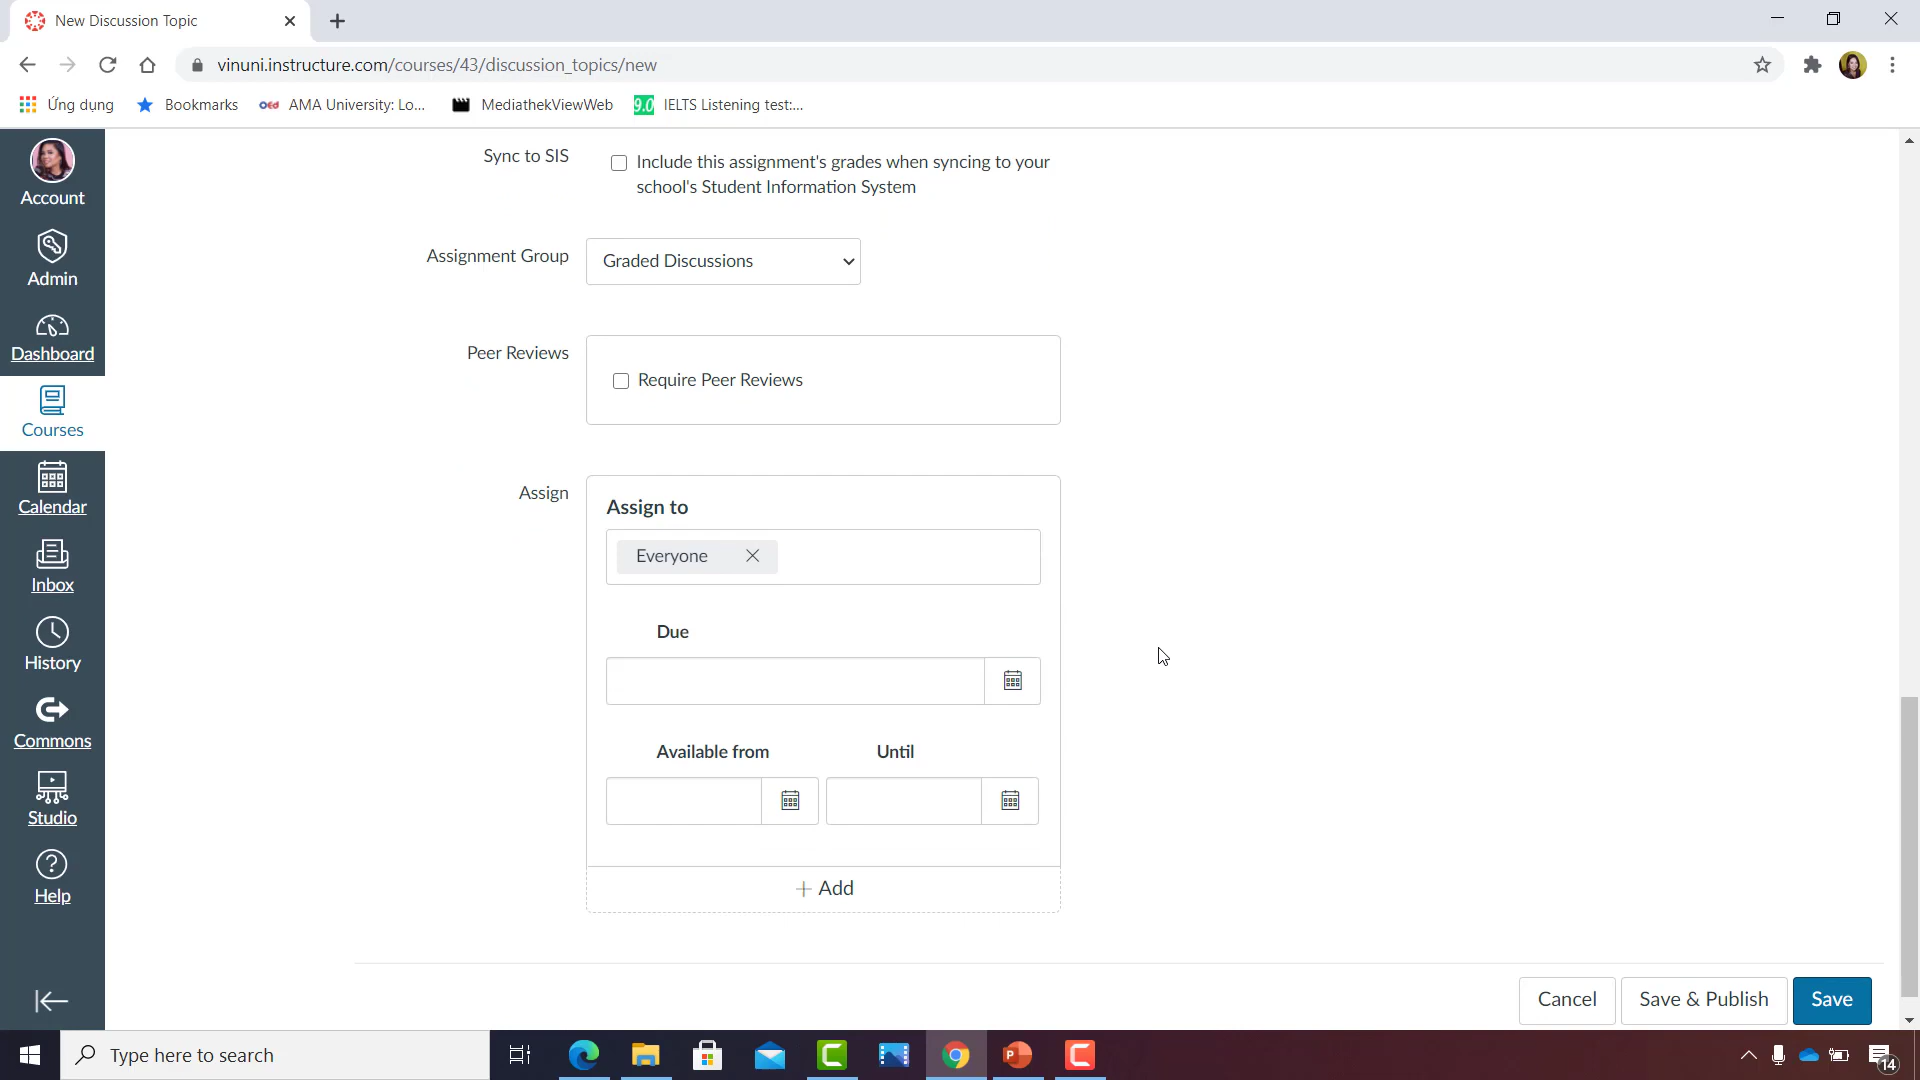 New Discussion Topic
vinuni.instructure.com/courses/43/discussion_topics/new
Ứng dụng
Bookmarks
AMA University: Lo...
MediathekViewWeb
9.0
IELTS Listening test:...
Account
Admin
Dashboard
Courses
Calendar
Inbox
History
Commons
Studio
Help
Sync to SIS
Include this assignment's grades when syncing to your
school's Student Information System
Assignment Group
Graded Discussions
Peer Reviews
Require Peer Reviews
Assign
Assign to
Everyone
Due
Available from
Until
+ Add
Cancel
Save & Publish
Save
Type here to search
14